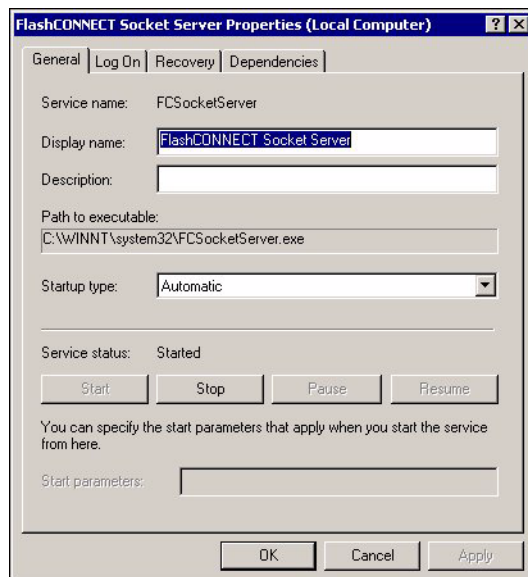 FlashCONNECT Socket Server Properties (Local Computer)
General Log On Recovery Dependencies
Service name: FCSocketServer
Display name: FlashCONNECT Socket Server
Description:
Path to executable:
C:\WINNT\system32\FCSocketServer.exe
Startup type: Automatic
Service status: Started
Start Stop Pause Resume
You can specify the start parameters that apply when you start the service
from here.
Start parameters:
OK Cancel Apply